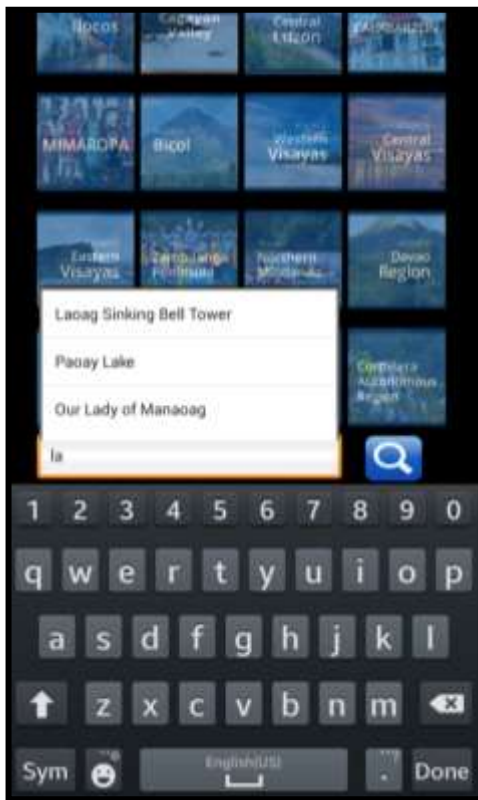 Ilocos
Cagayan
Valley
Central
Luzon
CALABARZON
MIMAROPA
Bicol
Western
Visayas
Central
Visayas
Eastern
Visayas
Zamboanga
Peninsula
Northern
Mindanao
Davao
Region
Laoag Sinking Bell Tower
Paoay Lake
Our Lady of Manaoag
Cordillera
Autonomous
Region
la
1 2 3 4 5 6 7 8 9 0
q w e r t y u i o p
a s d f g h j k l
z x c v b n m
Sym
English(US)
.
Done